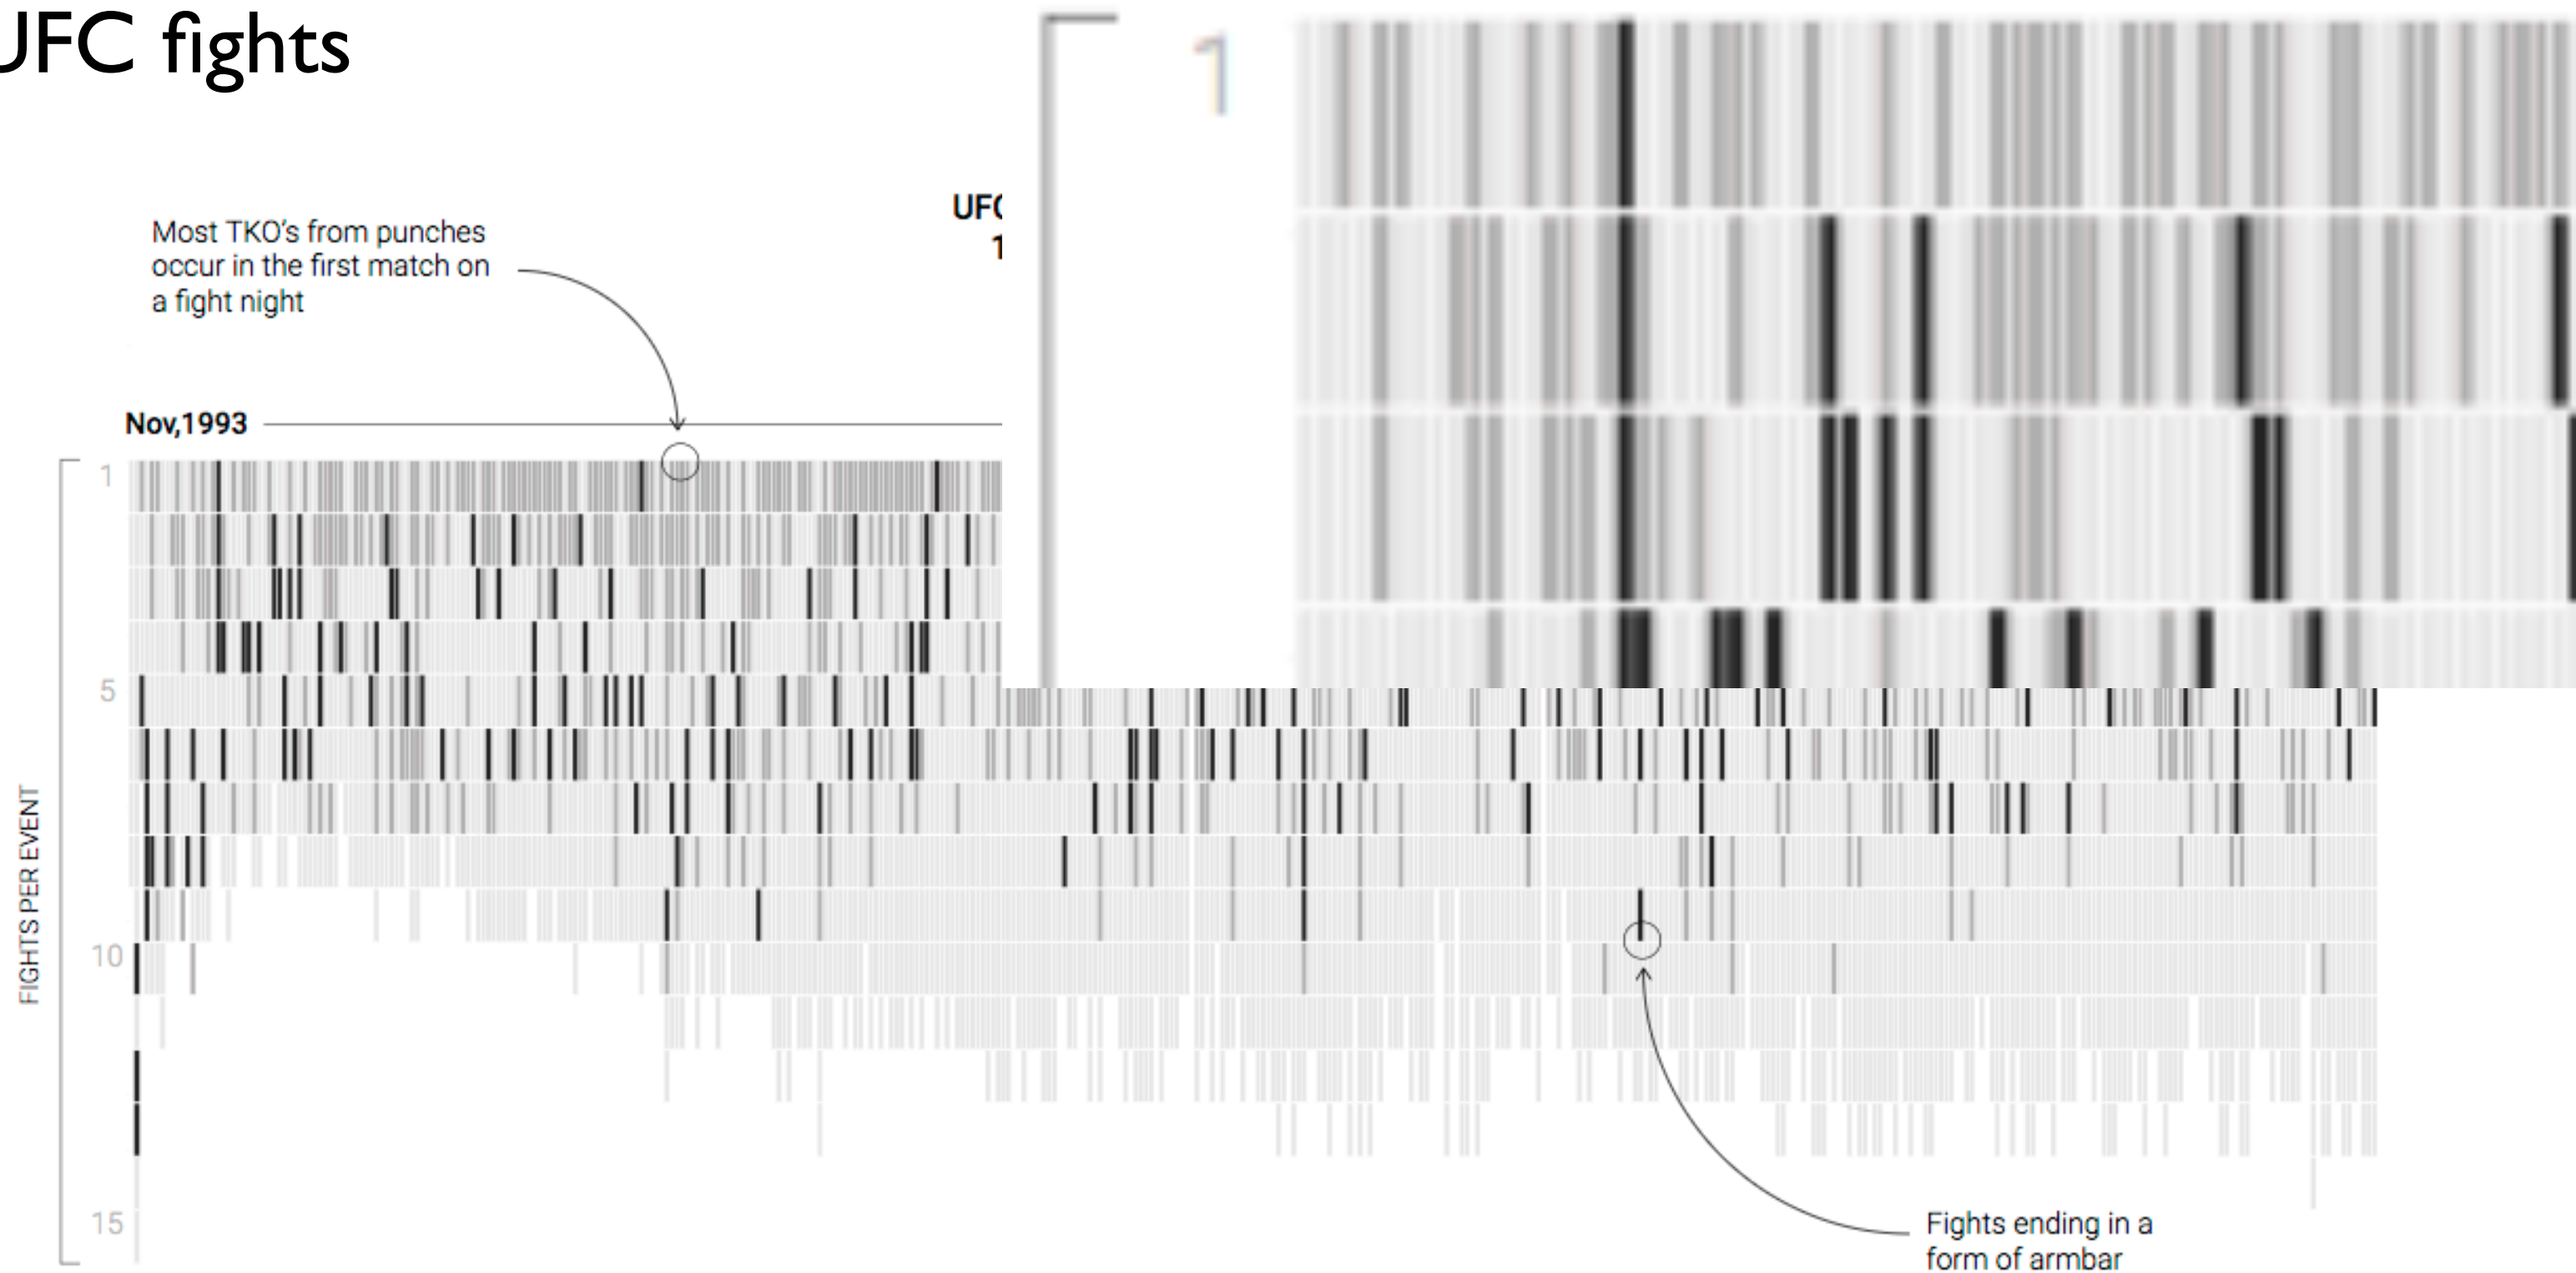 UFC fights
1
Most TKO's from punches
occur in the first match on
a fight night
UFC
1
Nov,1993
1
5
10
15
FIGHTS PER EVENT
Fights ending in a
form of armbar